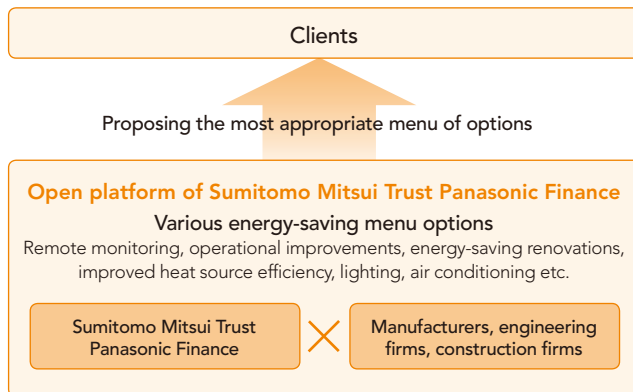 Clients
Proposing the most appropriate menu of options
Open platform of Sumitomo Mitsui Trust Panasonic Finance
Various energy-saving menu options
Remote monitoring, operational improvements, energy-saving renovations,
improved heat source efficiency, lighting, air conditioning etc.
Sumitomo Mitsui Trust
Panasonic Finance
Manufacturers, engineering
firms, construction firms